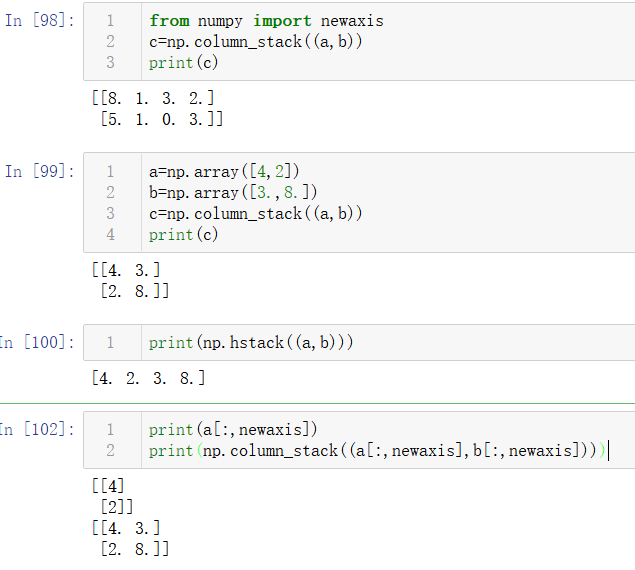 In [98]:
1 from numpy import newaxis
2 c=np.column_stack((a,b))
3 print(c)
[[8. 1. 3. 2.]
 [5. 1. 0. 3.]]
In [99]:
1 a=np.array([4,2])
2 b=np.array([3.,8.])
3 c=np.column_stack((a,b))
4 print(c)
[[4. 3.]
 [2. 8.]]
In [100]:
1 print(np.hstack((a,b)))
[4. 2. 3. 8.]
In [102]:
1 print(a[:,newaxis])
2 print(np.column_stack((a[:,newaxis],b[:,newaxis])))
[[4]
 [2]]
[[4. 3.]
 [2. 8.]]